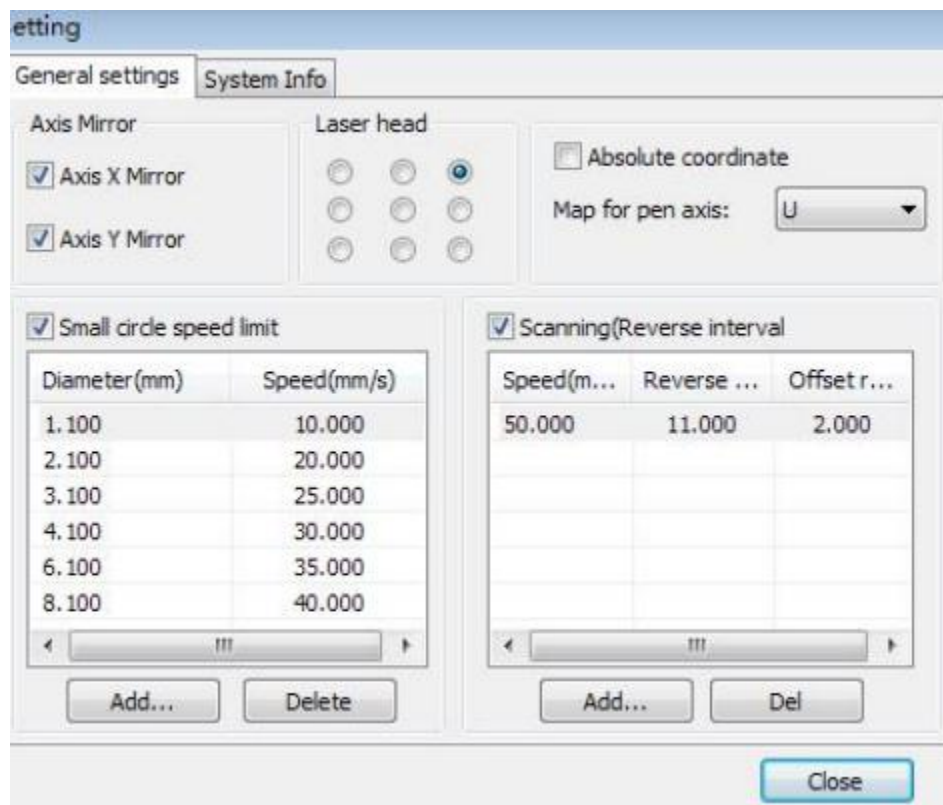 etting
General settings System Info
Axis Mirror
Axis X Mirror
Axis Y Mirror
Laser head
Absolute coordinate
Map for pen axis: U
Small circle speed limit
Diameter(mm) Speed(mm/s)
1.100 10.000
2.100 20.000
3.100 25.000
4.100 30.000
6.100 35.000
8.100 40.000
Add... Delete
Scanning(Reverse interval
Speed(m... Reverse ... Offset r...
50.000 11.000 2.000
Add... Del
Close